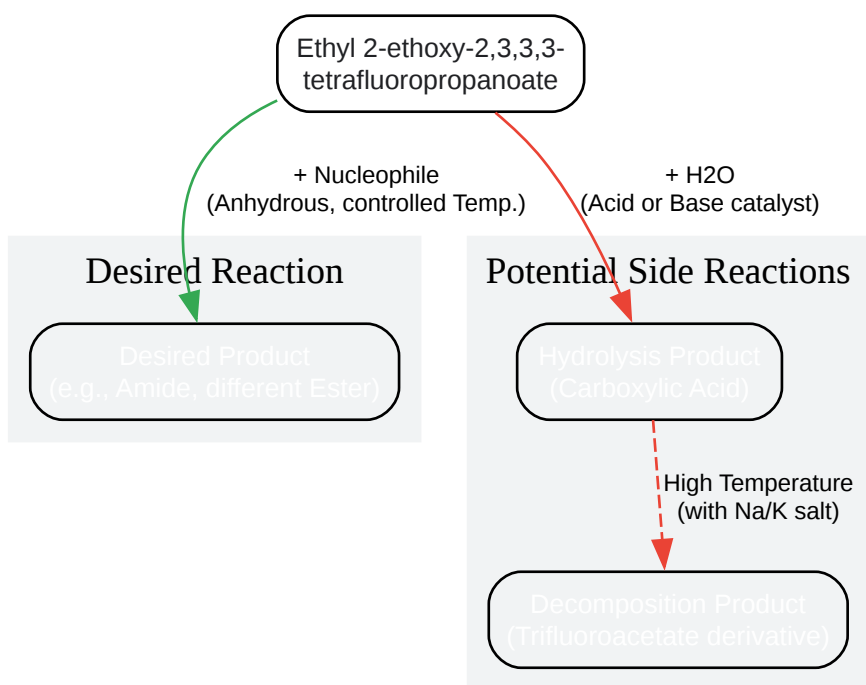 Ethyl 2-ethoxy-2,3,3,3-
tetrafluoropropanoate
+ Nucleophile
(Anhydrous, controlled Temp.)
+ H2O
(Acid or Base catalyst)
Desired Reaction
Desired Product
(e.g., Amide, different Ester)
Potential Side Reactions
Hydrolysis Product
(Carboxylic Acid)
High Temperature
(with Na/K salt)
Decomposition Product
(Trifluoroacetate derivative)